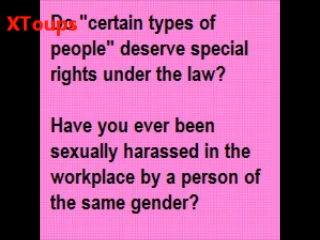 XToups
Do "certain types of
people" deserve special
rights under the law?
Have you ever been
sexually harassed in the
workplace by a person of
the same gender?